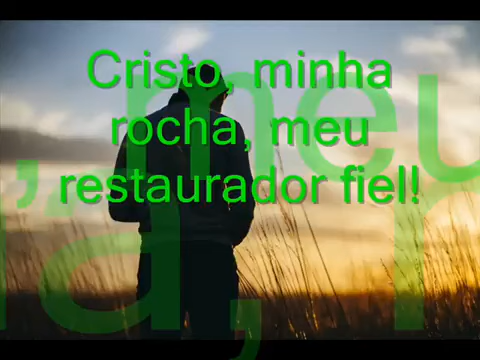 Cristo, minha
rocha, meu
restaurador fiel!